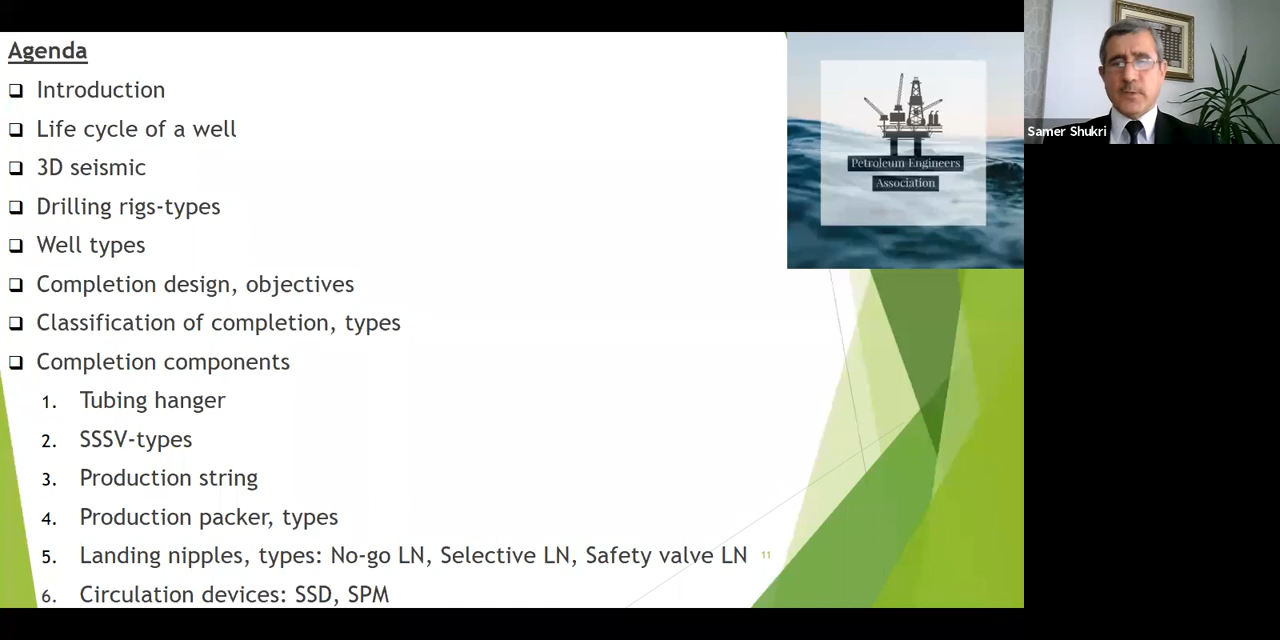 Agenda
Introduction
Life cycle of a well
3D seismic
Drilling rigs-types
Well types
Completion design, objectives
Classification of completion, types
Completion components
1. Tubing hanger
2. SSSV-types
3. Production string
4. Production packer, types
5. Landing nipples, types: No-go LN, Selective LN, Safety valve LN
6. Circulation devices: SSD, SPM
11
Petroleum Engineers
Association
Samer Shukri